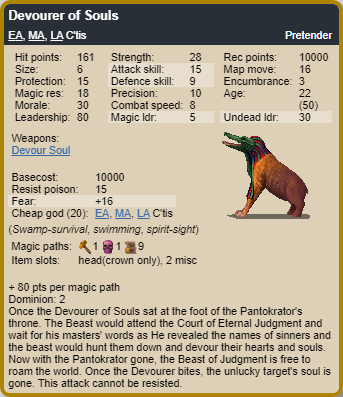 Devourer of Souls
EA, MA, LA C'tis Pretender
Hit points: 161 Strength: 28 Rec points: 10000
Size: 6 Attack skill: 15 Map move: 16
Protection: 15 Defence skill: 9 Encumbrance: 3
Magic res: 18 Precision: 10 Age: 22
Morale: 30 Combat speed: 8 (50)
Leadership: 80 Magic ldr: 5 Undead ldr: 30
Weapons:
Devour Soul
Basecost: 10000
Resist poison: 15
Fear: +16
Cheap god (20): EA, MA, LA C'tis
(Swamp-survival, swimming, spirit-sight)
Magic paths: 1 1 9
Item slots: head(crown only), 2 misc
+ 80 pts per magic path
Dominion: 2
Once the Devourer of Souls sat at the foot of the Pantokrator's
throne. The Beast would attend the Court of Eternal Judgment and
wait for his masters' words as He revealed the names of sinners and
the beast would hunt them down and devour their hearts and souls.
Now with the Pantokrator gone, the Beast of Judgment is free to
roam the world. Once the Devourer bites, the unlucky target's soul is
gone. This attack cannot be resisted.